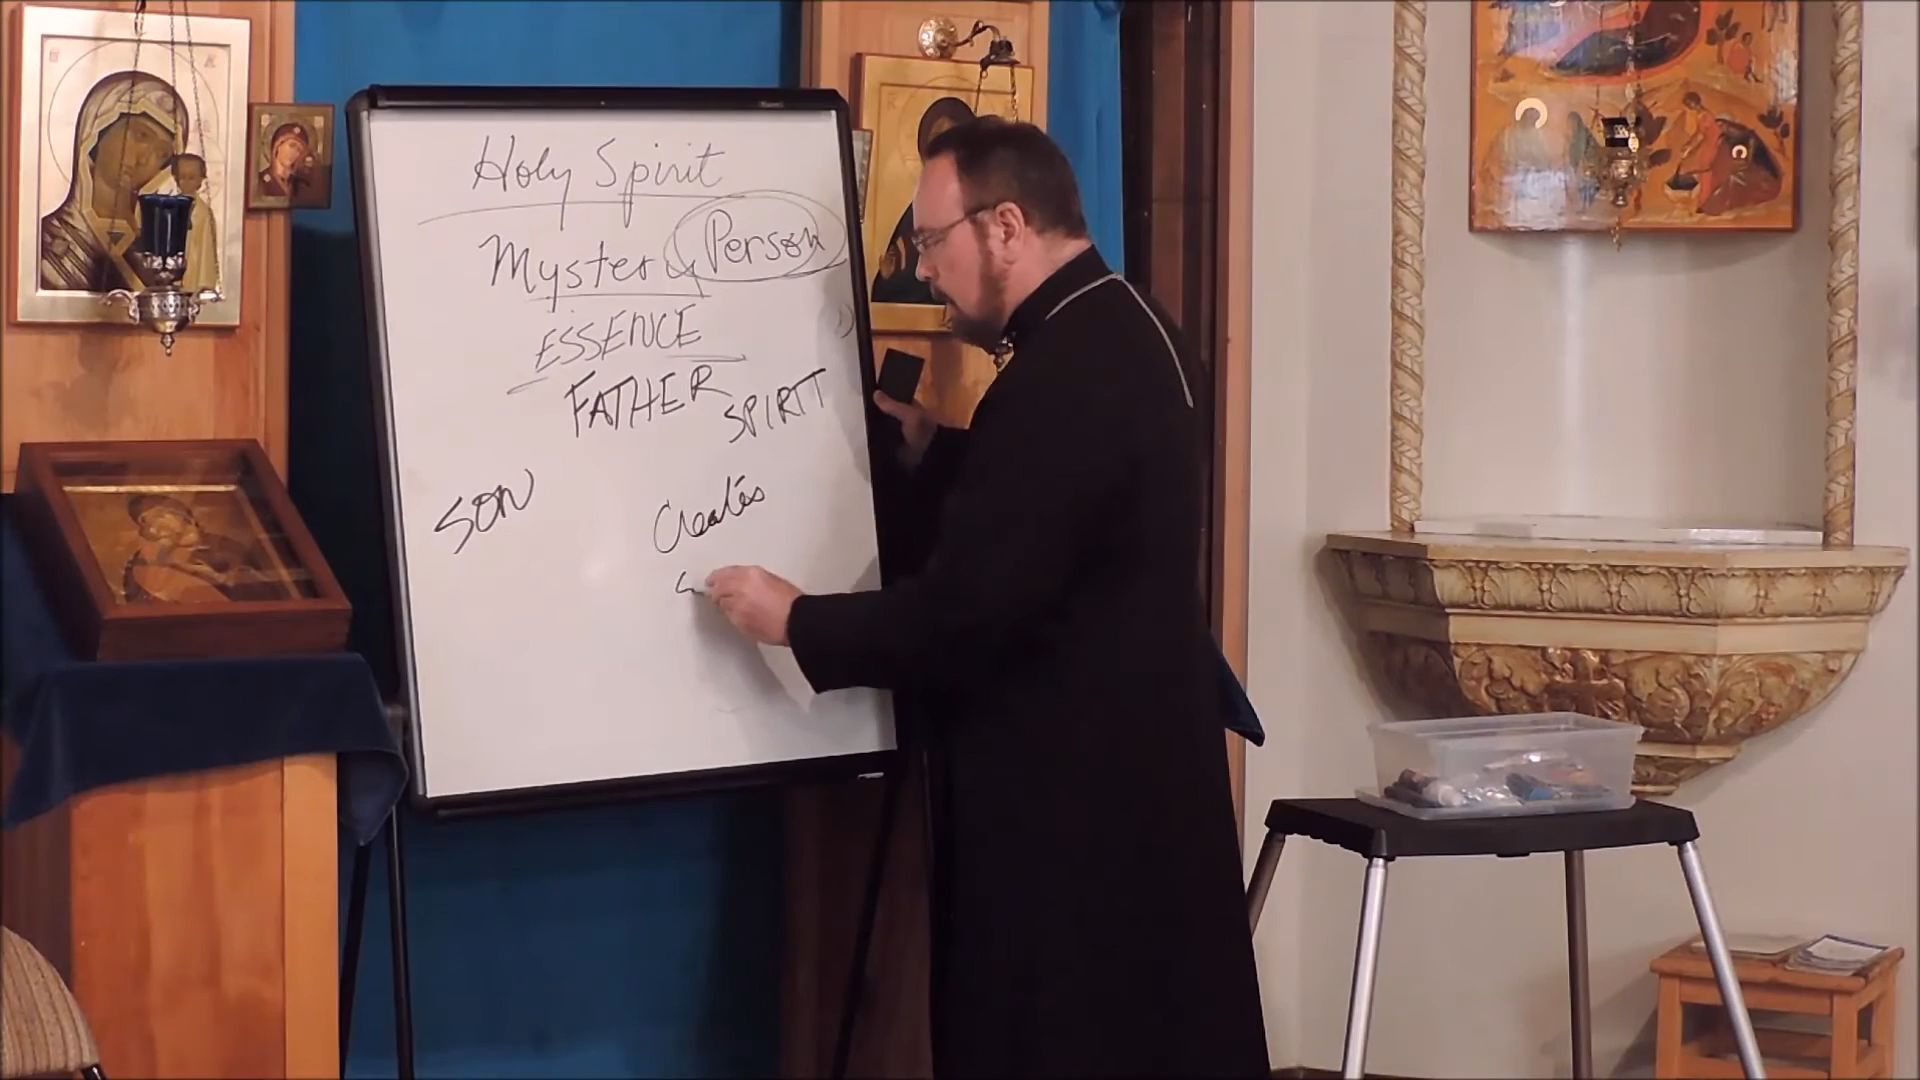 Holy Spirit
Mystery Person
ESSENCE
FATHER SPIRIT
SON
Creates
S